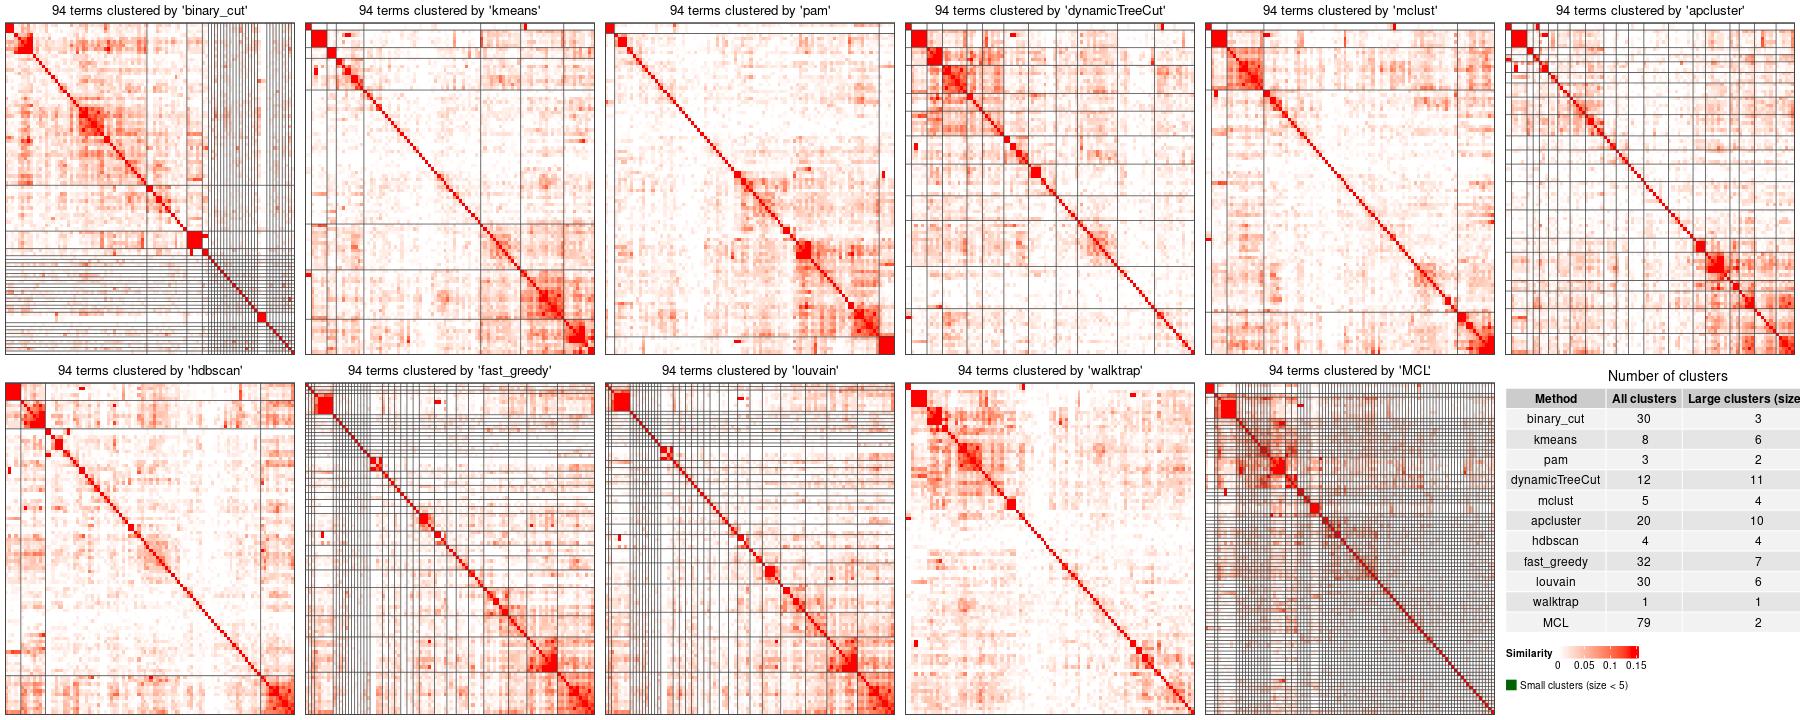 94 terms clustered by 'binary_cut'
94 terms clustered by 'kmeans'
94 terms clustered by 'pam'
94 terms clustered by 'dynamicTreeCut'
94 terms clustered by 'mclust'
94 terms clustered by 'apcluster'
94 terms clustered by 'hdbscan'
94 terms clustered by 'fast_greedy'
94 terms clustered by 'louvain'
94 terms clustered by 'walktrap'
94 terms clustered by 'MCL'
Number of clusters
Method All clusters Large clusters (size
binary_cut 30 3
kmeans 8 6
pam 3 2
dynamicTreeCut 12 11
mclust 5 4
apcluster 20 10
hdbscan 4 4
fast_greedy 32 7
louvain 30 6
walktrap 1 1
MCL 79 2
Similarity
0 0.05 0.1 0.15
Small clusters (size < 5)